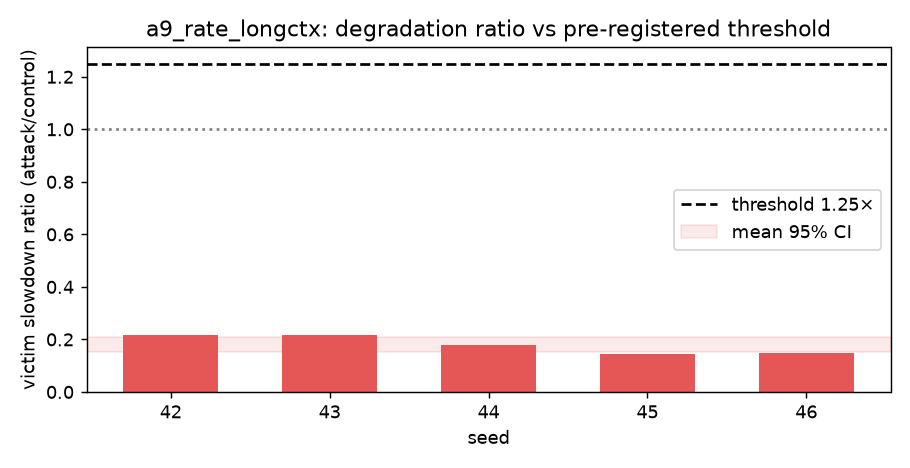 a9_rate_longctx: degradation ratio vs pre-registered threshold
victim slowdown ratio (attack/control)
1.2
1.0
0.8
0.6
0.4
0.2
0.0
threshold 1.25×
mean 95% CI
42 43 44 45 46
seed